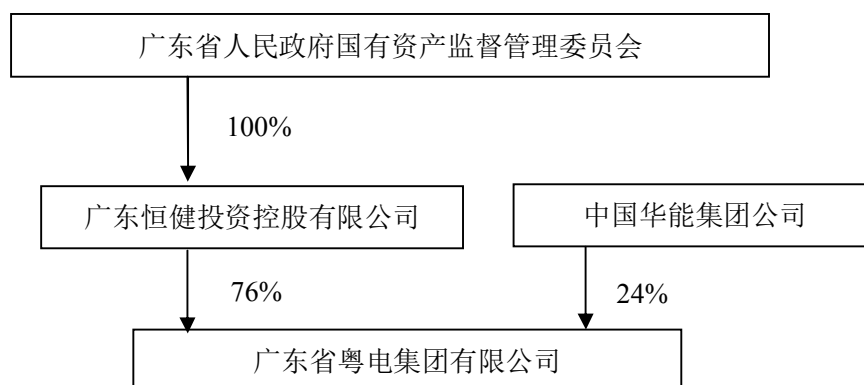 广东省人民政府国有资产监督管理委员会
100%
广东恒健投资控股有限公司
中国华能集团公司
76%
24%
广东省粤电集团有限公司